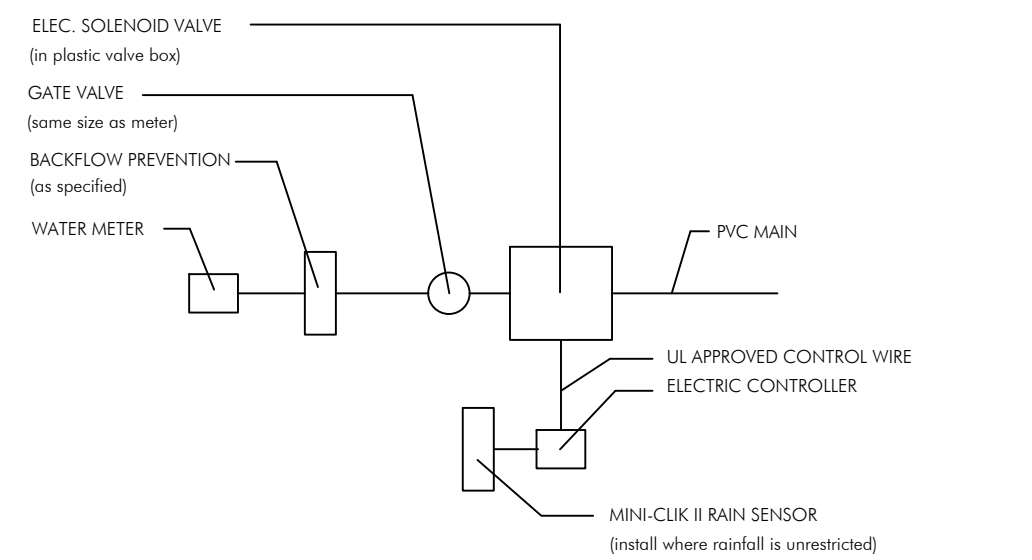 ELEC. SOLENOID VALVE
(in plastic valve box)
GATE VALVE
(same size as meter)
BACKFLOW PREVENTION
(as specified)
WATER METER
PVC MAIN
UL APPROVED CONTROL WIRE
ELECTRIC CONTROLLER
MINI-CLIK II RAIN SENSOR
(install where rainfall is unrestricted)